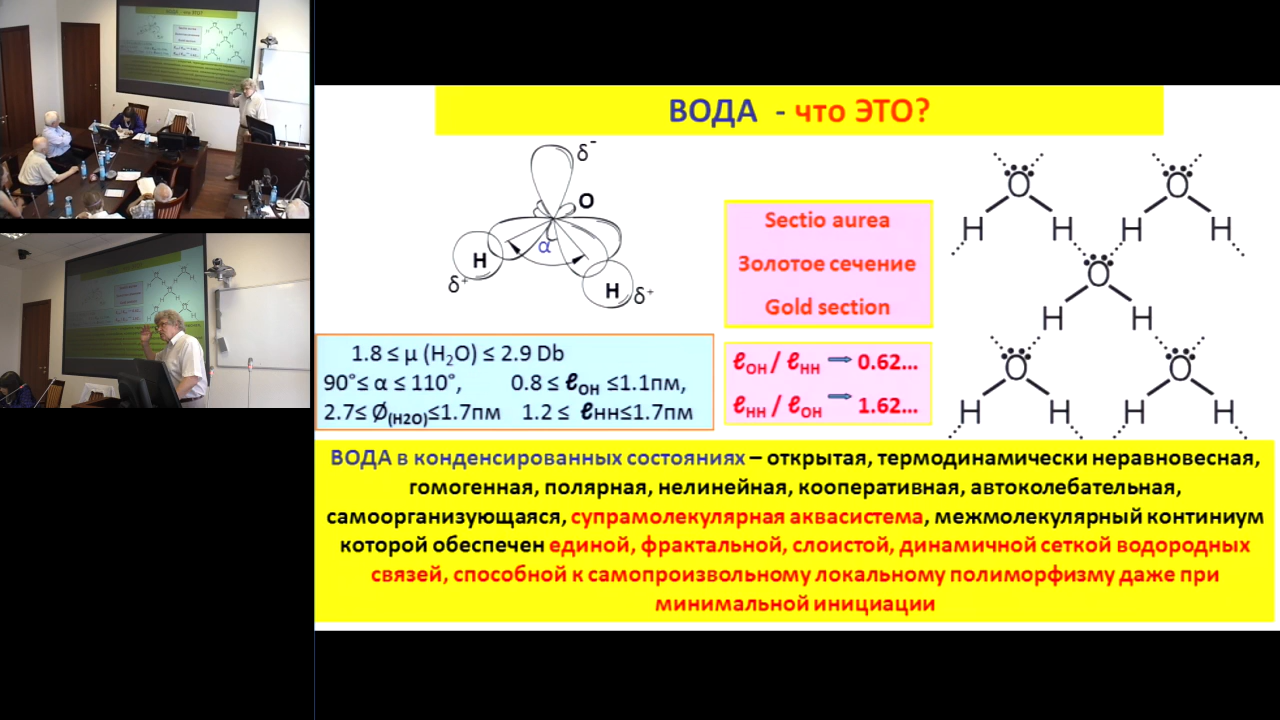 ВОДА - что ЭТО?
δ-
O
α
H
H
δ+
δ+
Sectio aurea
Золотое сечение
Gold section
1.8 ≤ μ (H₂O) ≤ 2.9 Db
90°≤ α ≤ 110°, 0.8 ≤ ℓOH ≤1.1пм,
2.7≤ Ø(H2O)≤1.7пм 1.2 ≤ ℓHH≤1.7пм
ℓOH / ℓHH ⇒ 0.62...
ℓHH / ℓOH ⇒ 1.62...
O O
H H H H
O
H H
O O
H H H H
ВОДА в конденсированных состояниях – открытая, термодинамически неравновесная,
гомогенная, полярная, нелинейная, кооперативная, автоколебательная,
самоорганизующаяся, супрамолекулярная аквасистема, межмолекулярный континиум
которой обеспечен единой, фрактальной, слоистой, динамичной сеткой водородных
связей, способной к самопроизвольному локальному полиморфизму даже при
минимальной инициации